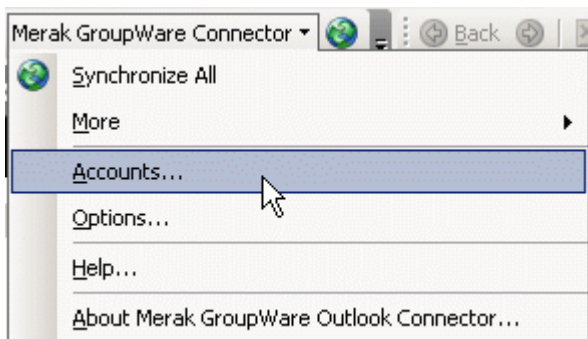 Merak GroupWare Connector Back
Synchronize All
More
Accounts...
Options...
Help...
About Merak GroupWare Outlook Connector...